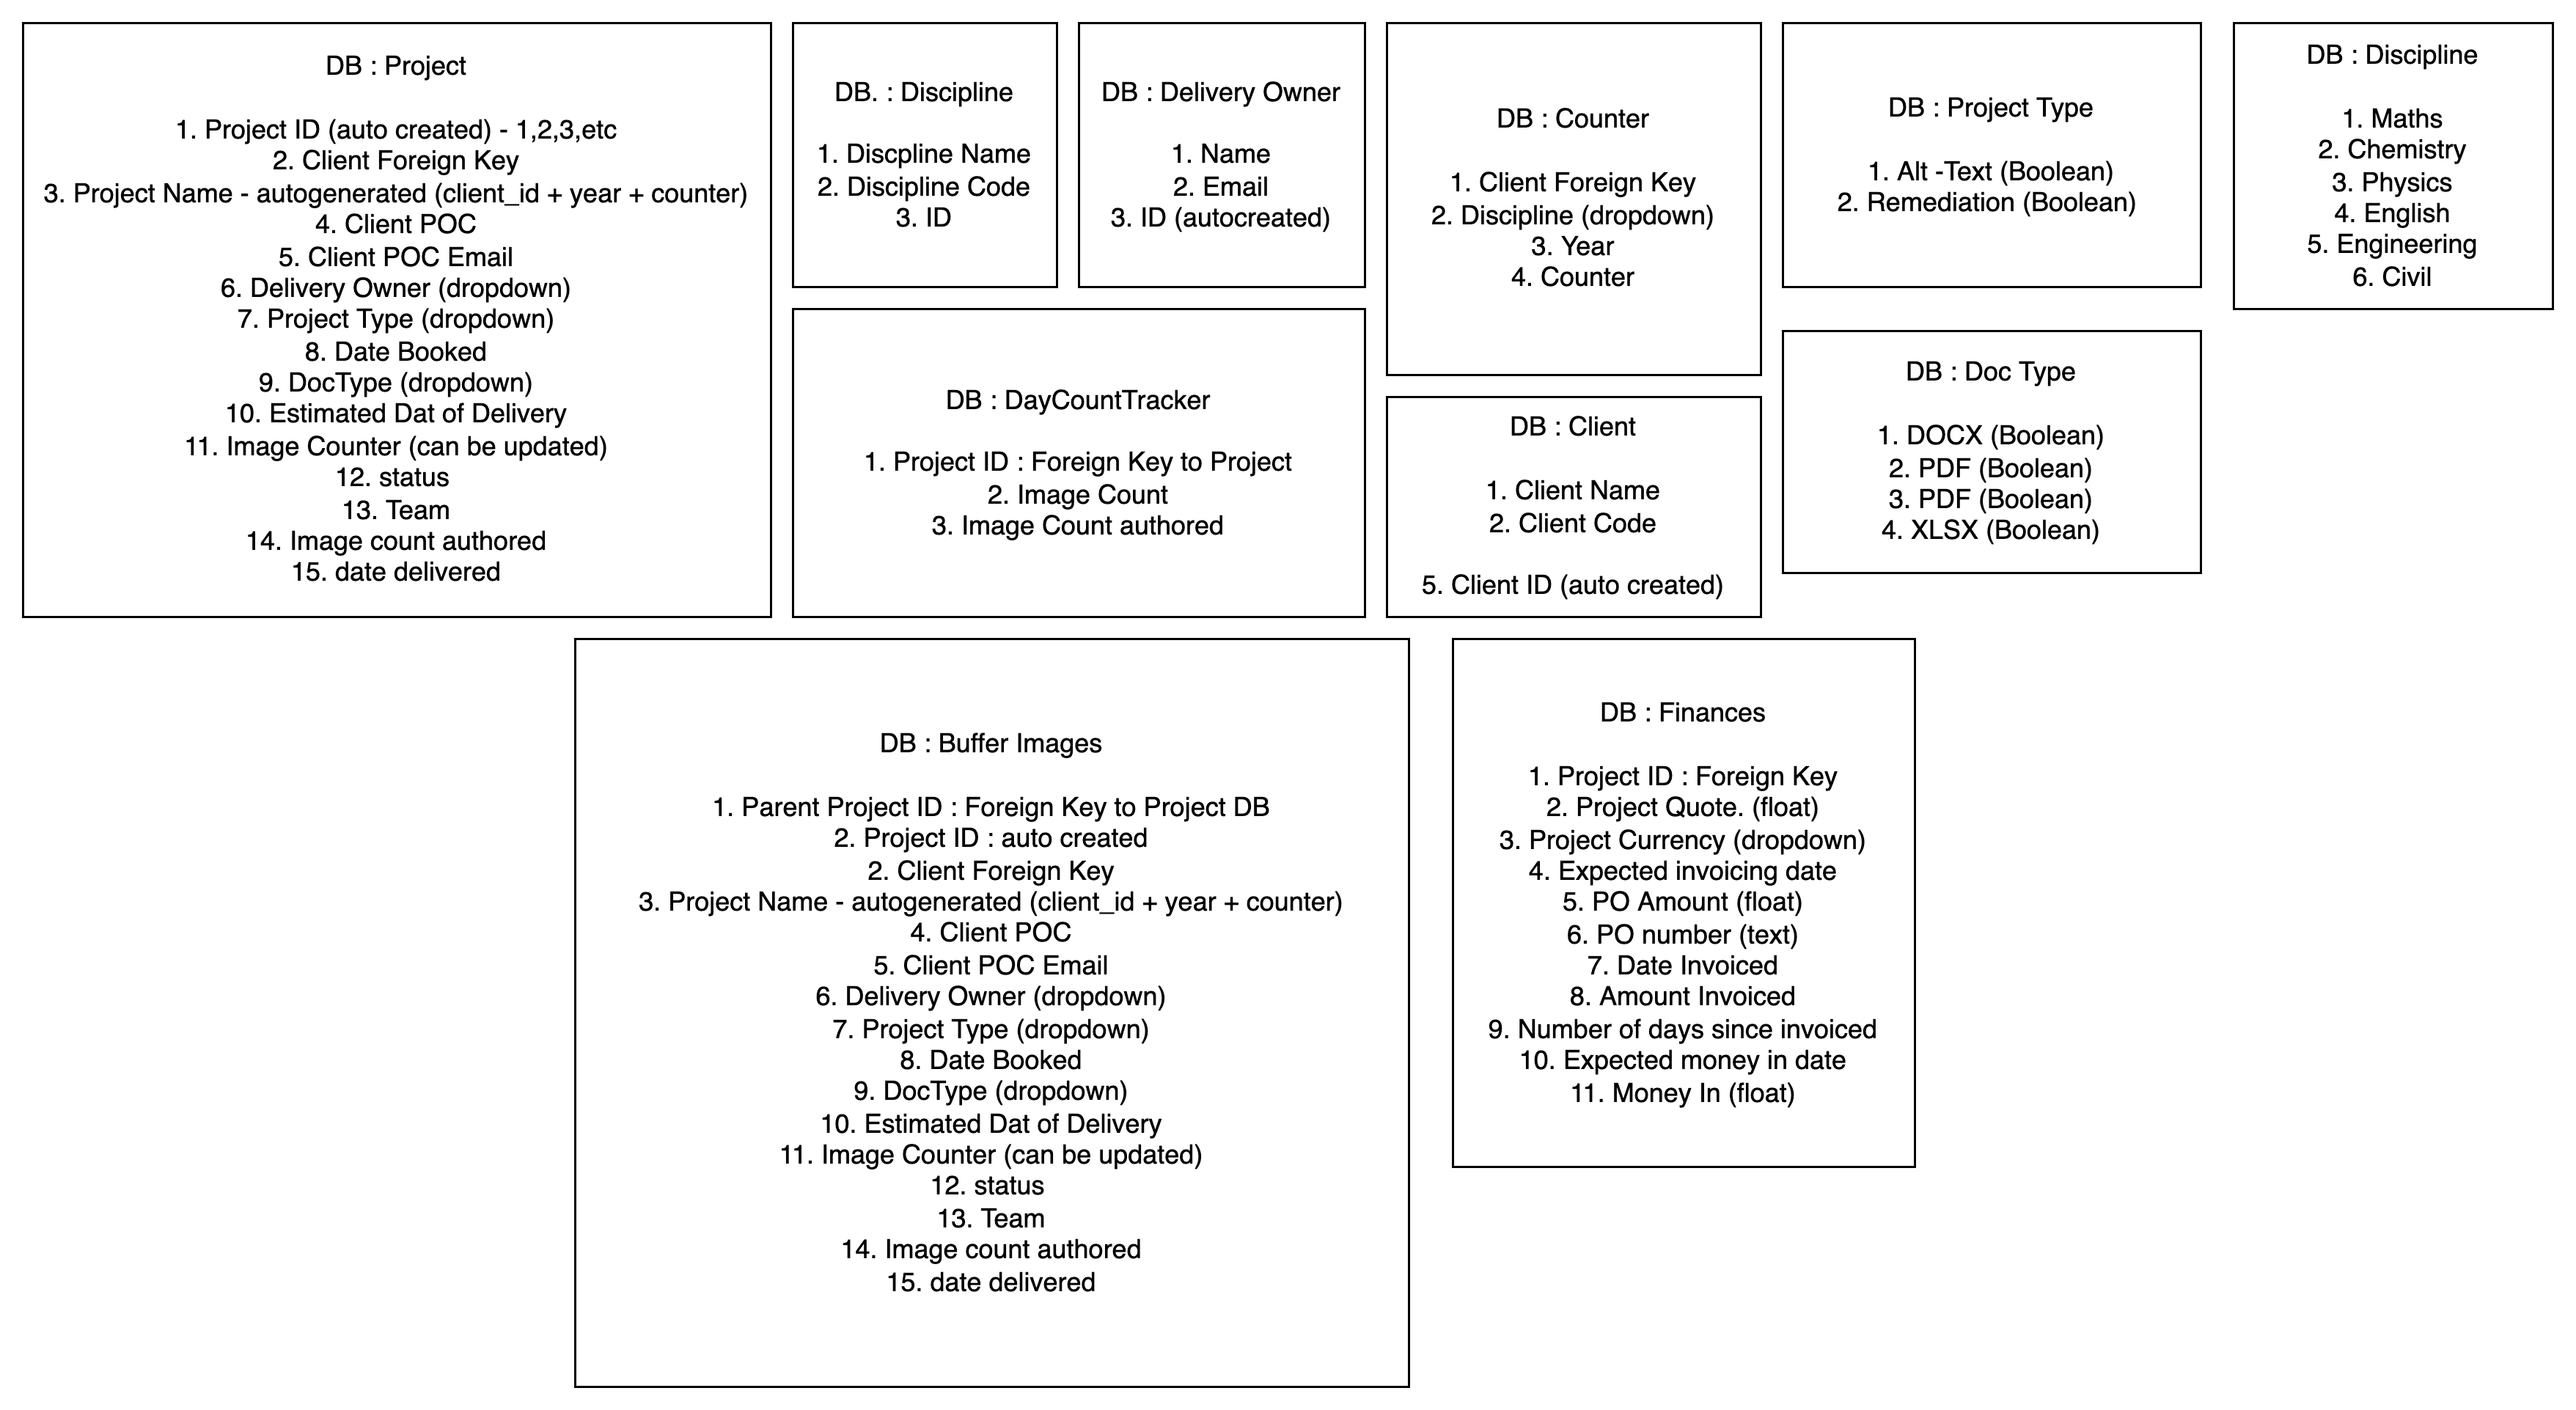 DB : Project
1. Project ID (auto created) - 1,2,3,etc
2. Client Foreign Key
3. Project Name - autogenerated (client_id + year + counter)
4. Client POC
5. Client POC Email
6. Delivery Owner (dropdown)
7. Project Type (dropdown)
8. Date Booked
9. DocType (dropdown)
10. Estimated Dat of Delivery
11. Image Counter (can be updated)
12. status
13. Team
14. Image count authored
15. date delivered
DB. : Discipline
1. Discpline Name
2. Discipline Code
3. ID
DB : Delivery Owner
1. Name
2. Email
3. ID (autocreated)
DB : Counter
1. Client Foreign Key
2. Discipline (dropdown)
3. Year
4. Counter
DB : Project Type
1. Alt -Text (Boolean)
2. Remediation (Boolean)
DB : Discipline
1. Maths
2. Chemistry
3. Physics
4. English
5. Engineering
6. Civil
DB : DayCountTracker
1. Project ID : Foreign Key to Project
2. Image Count
3. Image Count authored
DB : Client
1. Client Name
2. Client Code
5. Client ID (auto created)
DB : Doc Type
1. DOCX (Boolean)
2. PDF (Boolean)
3. PDF (Boolean)
4. XLSX (Boolean)
DB : Buffer Images
1. Parent Project ID : Foreign Key to Project DB
2. Project ID : auto created
2. Client Foreign Key
3. Project Name - autogenerated (client_id + year + counter)
4. Client POC
5. Client POC Email
6. Delivery Owner (dropdown)
7. Project Type (dropdown)
8. Date Booked
9. DocType (dropdown)
10. Estimated Dat of Delivery
11. Image Counter (can be updated)
12. status
13. Team
14. Image count authored
15. date delivered
DB : Finances
1. Project ID : Foreign Key
2. Project Quote. (float)
3. Project Currency (dropdown)
4. Expected invoicing date
5. PO Amount (float)
6. PO number (text)
7. Date Invoiced
8. Amount Invoiced
9. Number of days since invoiced
10. Expected money in date
11. Money In (float)